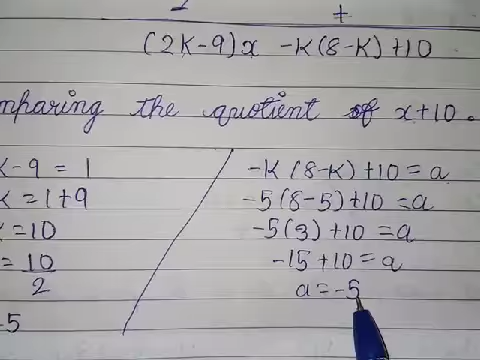 +
(2K-9)x -K(8-K)+10
mparing the quotient of x+10.
K-9 = 1
K = 1+9
= 10
= 10/2
5
-K(8-K)+10 = a
-5(8-5)+10 = a
-5(3)+10 = a
-15+10 = a
a = -5